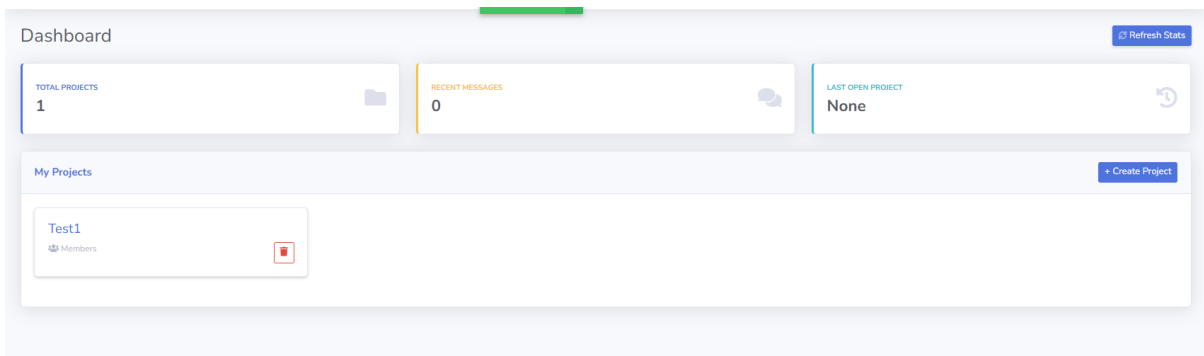 Dashboard
Refresh Stats
TOTAL PROJECTS
1
RECENT MESSAGES
0
LAST OPEN PROJECT
None
My Projects
+ Create Project
Test1
Members